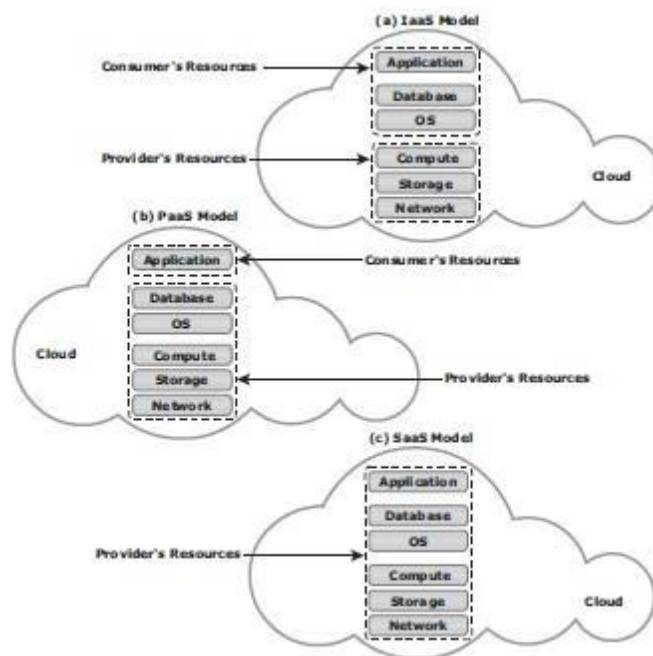 (a) IaaS Model
Consumer's Resources
Application
Database
OS
Provider's Resources
Compute
Storage
Network
Cloud
(b) PaaS Model
Application
Consumer's Resources
Database
OS
Cloud
Compute
Storage
Provider's Resources
Network
(c) SaaS Model
Application
Database
OS
Provider's Resources
Compute
Storage
Cloud
Network